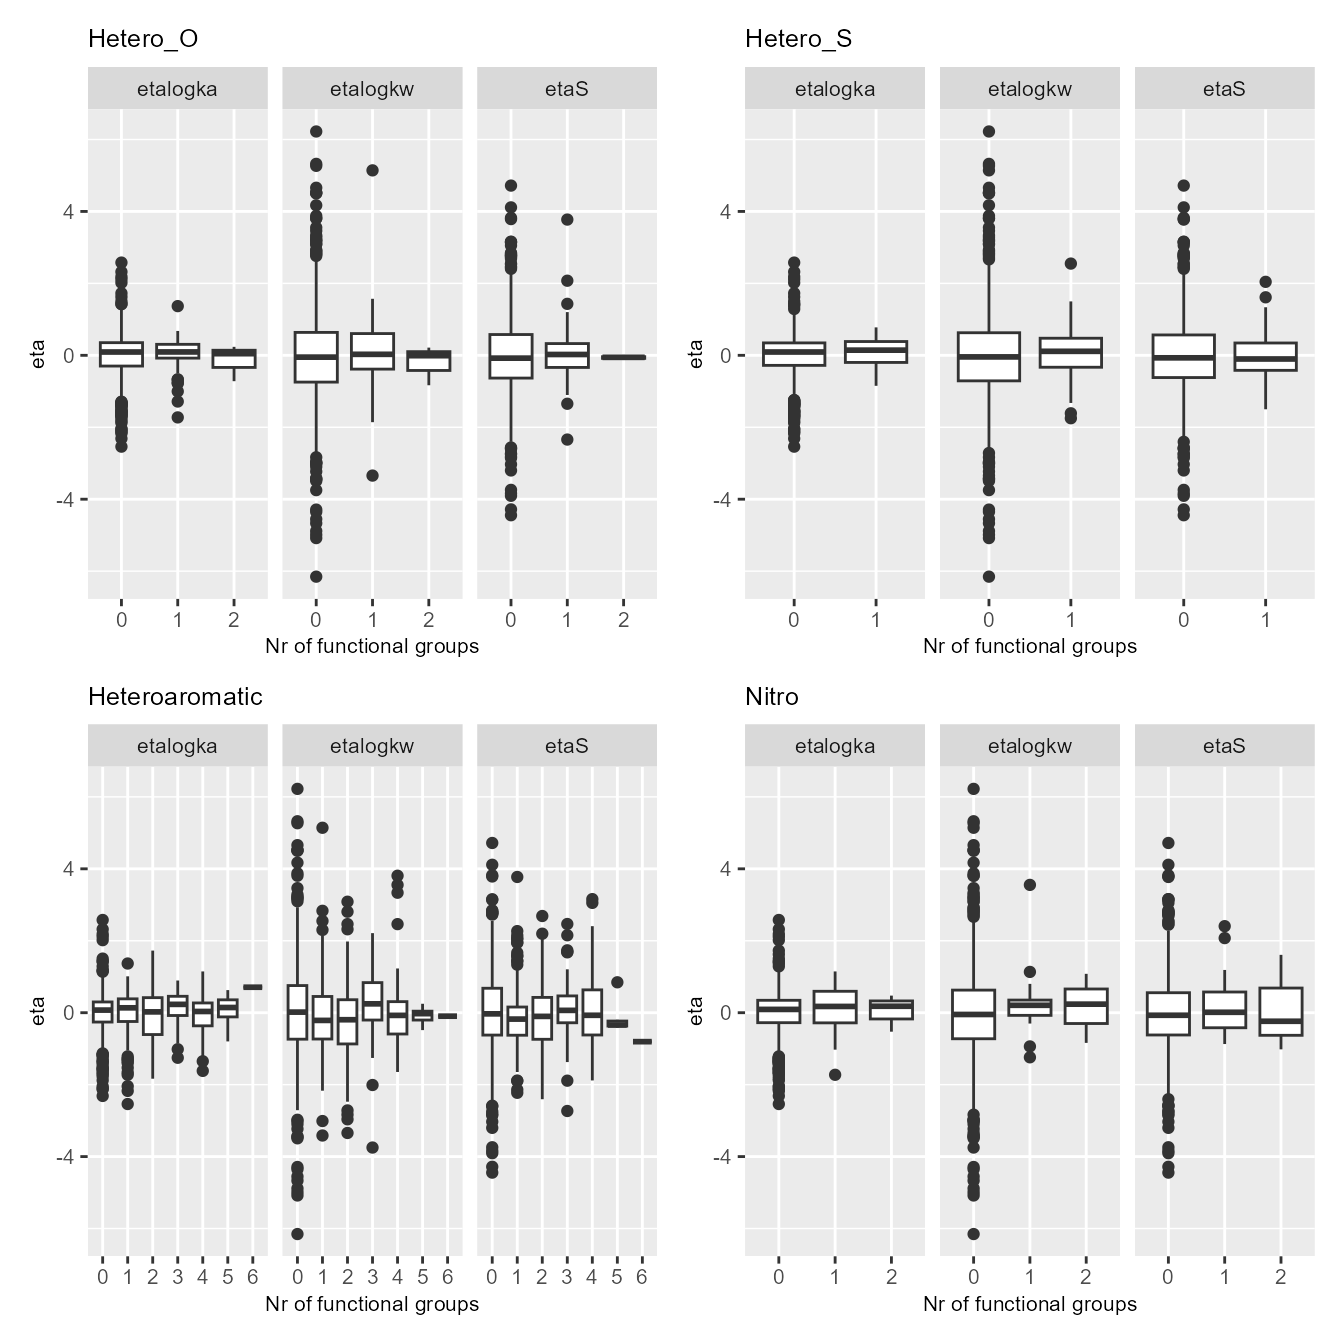 Hetero_O
etalogka etalogkw etaS
eta
4
0
-4
0 1 2 0 1 2 0 1 2
Nr of functional groups
Hetero_S
etalogka etalogkw etaS
eta
4
0
-4
0 1 0 1 0 1
Nr of functional groups
Heteroaromatic
etalogka etalogkw etaS
eta
4
0
-4
0 1 2 3 4 5 6 0 1 2 3 4 5 6 0 1 2 3 4 5 6
Nr of functional groups
Nitro
etalogka etalogkw etaS
eta
4
0
-4
0 1 2 0 1 2 0 1 2
Nr of functional groups